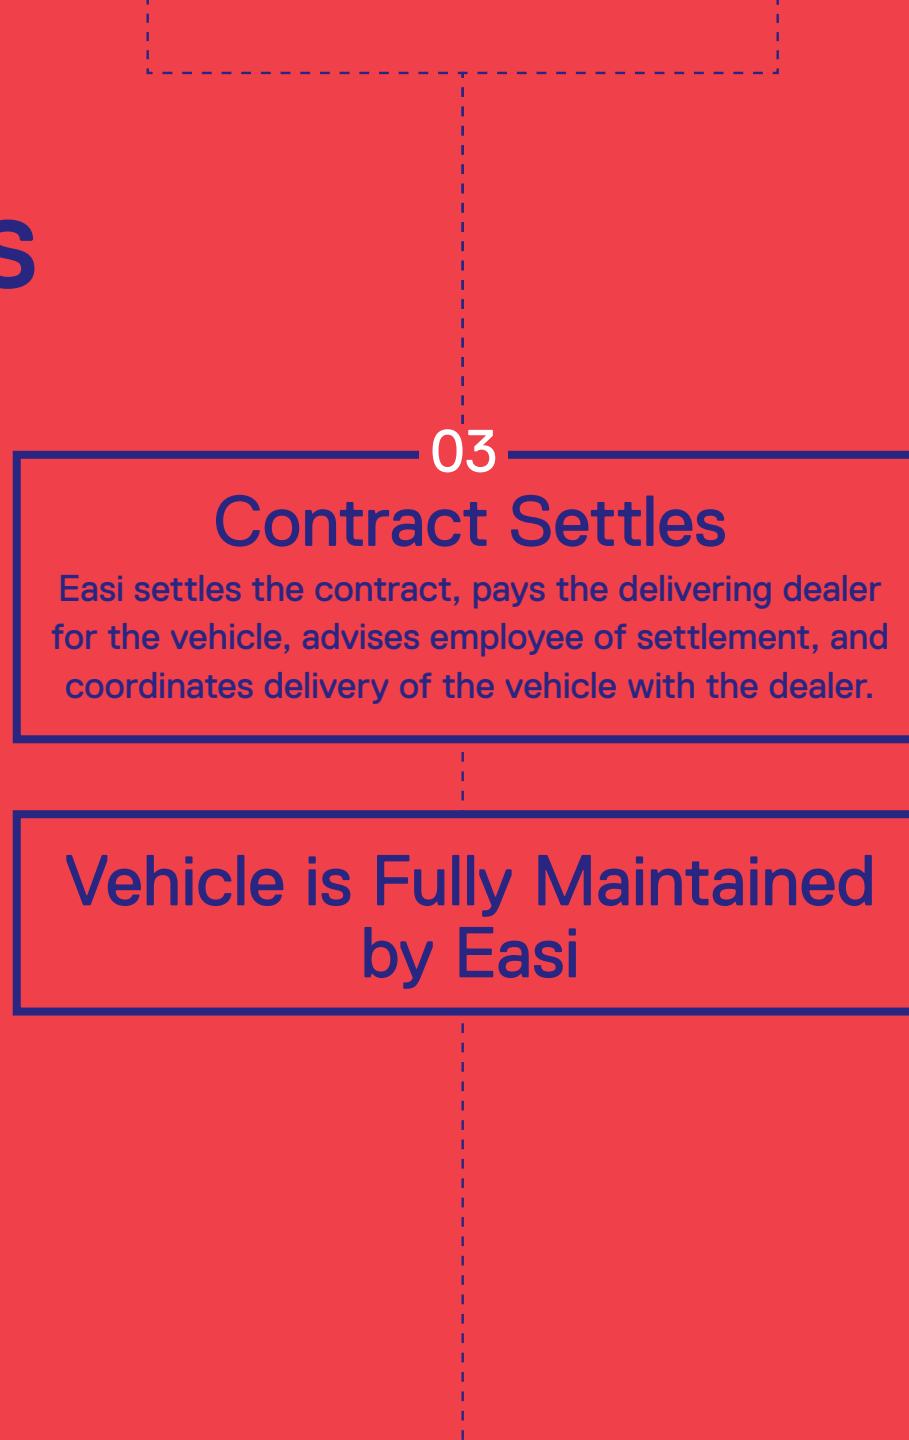 s
03
Contract Settles
Easi settles the contract, pays the delivering dealer
for the vehicle, advises employee of settlement, and
coordinates delivery of the vehicle with the dealer.
Vehicle is Fully Maintained
by Easi